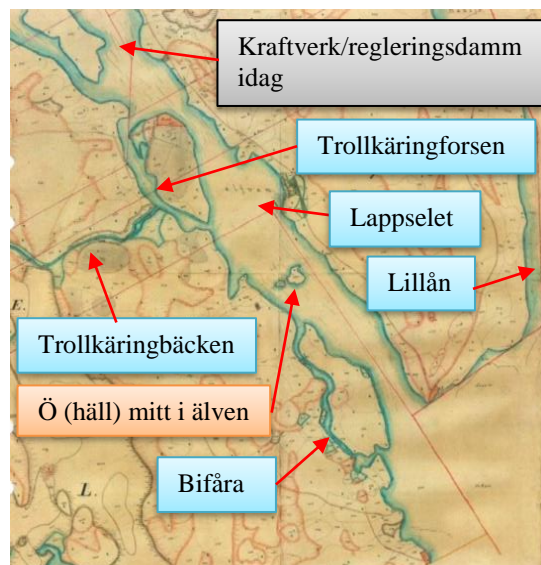 Kraftverk/regleringsdamm
idag
Trollkäringforsen
Lappselet
Lillån
Trollkäringbäcken
Ö (häll) mitt i älven
Bifåra
E.
L.